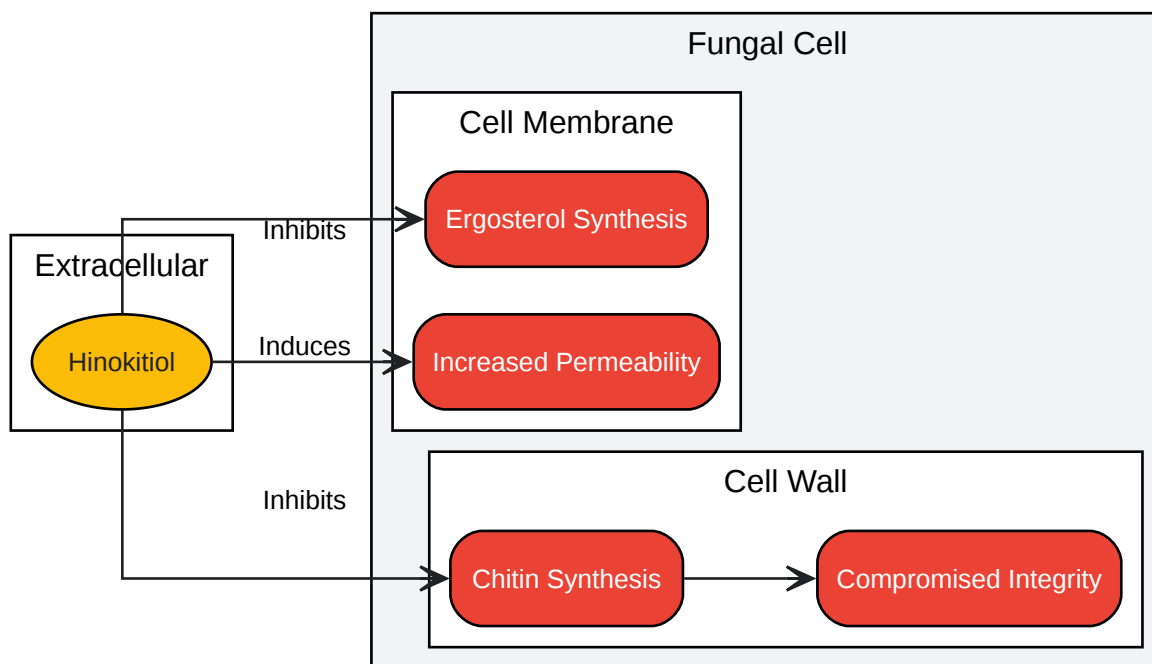 Fungal Cell
Cell Membrane
Ergosterol Synthesis
Inhibits
Extracellular
Induces
Hinokitiol
Increased Permeability
Cell Wall
Inhibits
Chitin Synthesis
Compromised Integrity